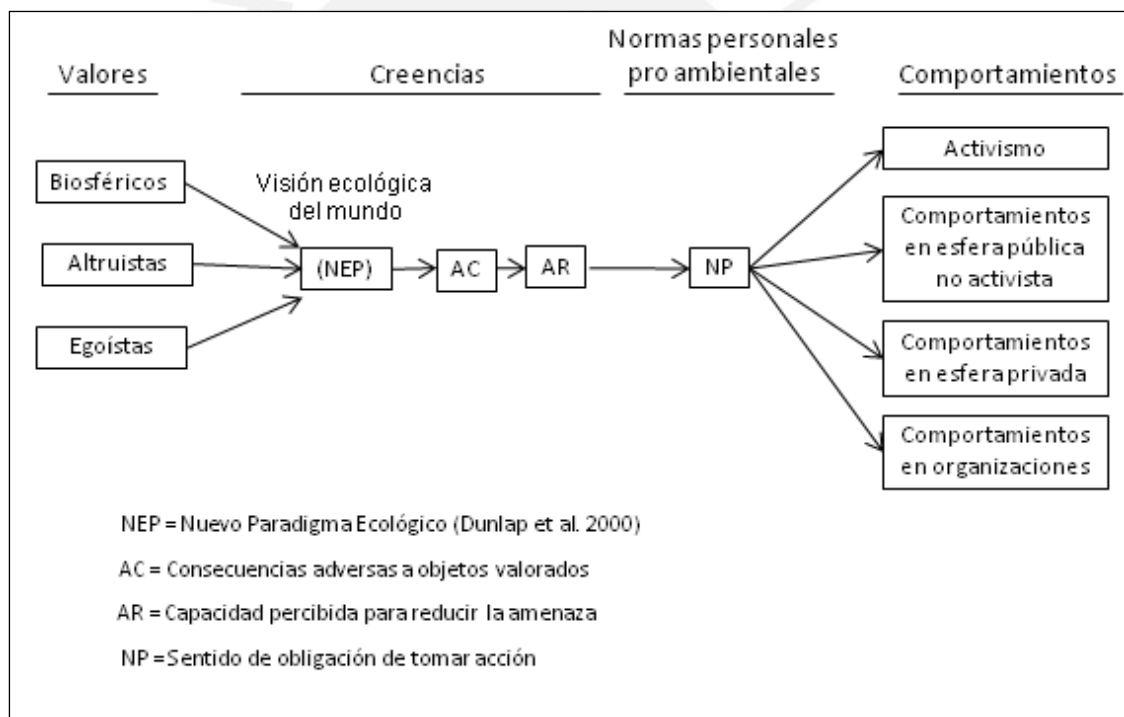 Valores
Creencias
Normas personales
pro ambientales
Comportamientos
Biosféricos
Altruistas
Egoístas
Visión ecológica
del mundo
(NEP)
AC
AR
NP
Activismo
Comportamientos
en esfera pública
no activista
Comportamientos
en esfera privada
Comportamientos
en organizaciones
NEP = Nuevo Paradigma Ecológico (Dunlap et al. 2000)
AC = Consecuencias adversas a objetos valorados
AR = Capacidad percibida para reducir la amenaza
NP = Sentido de obligación de tomar acción